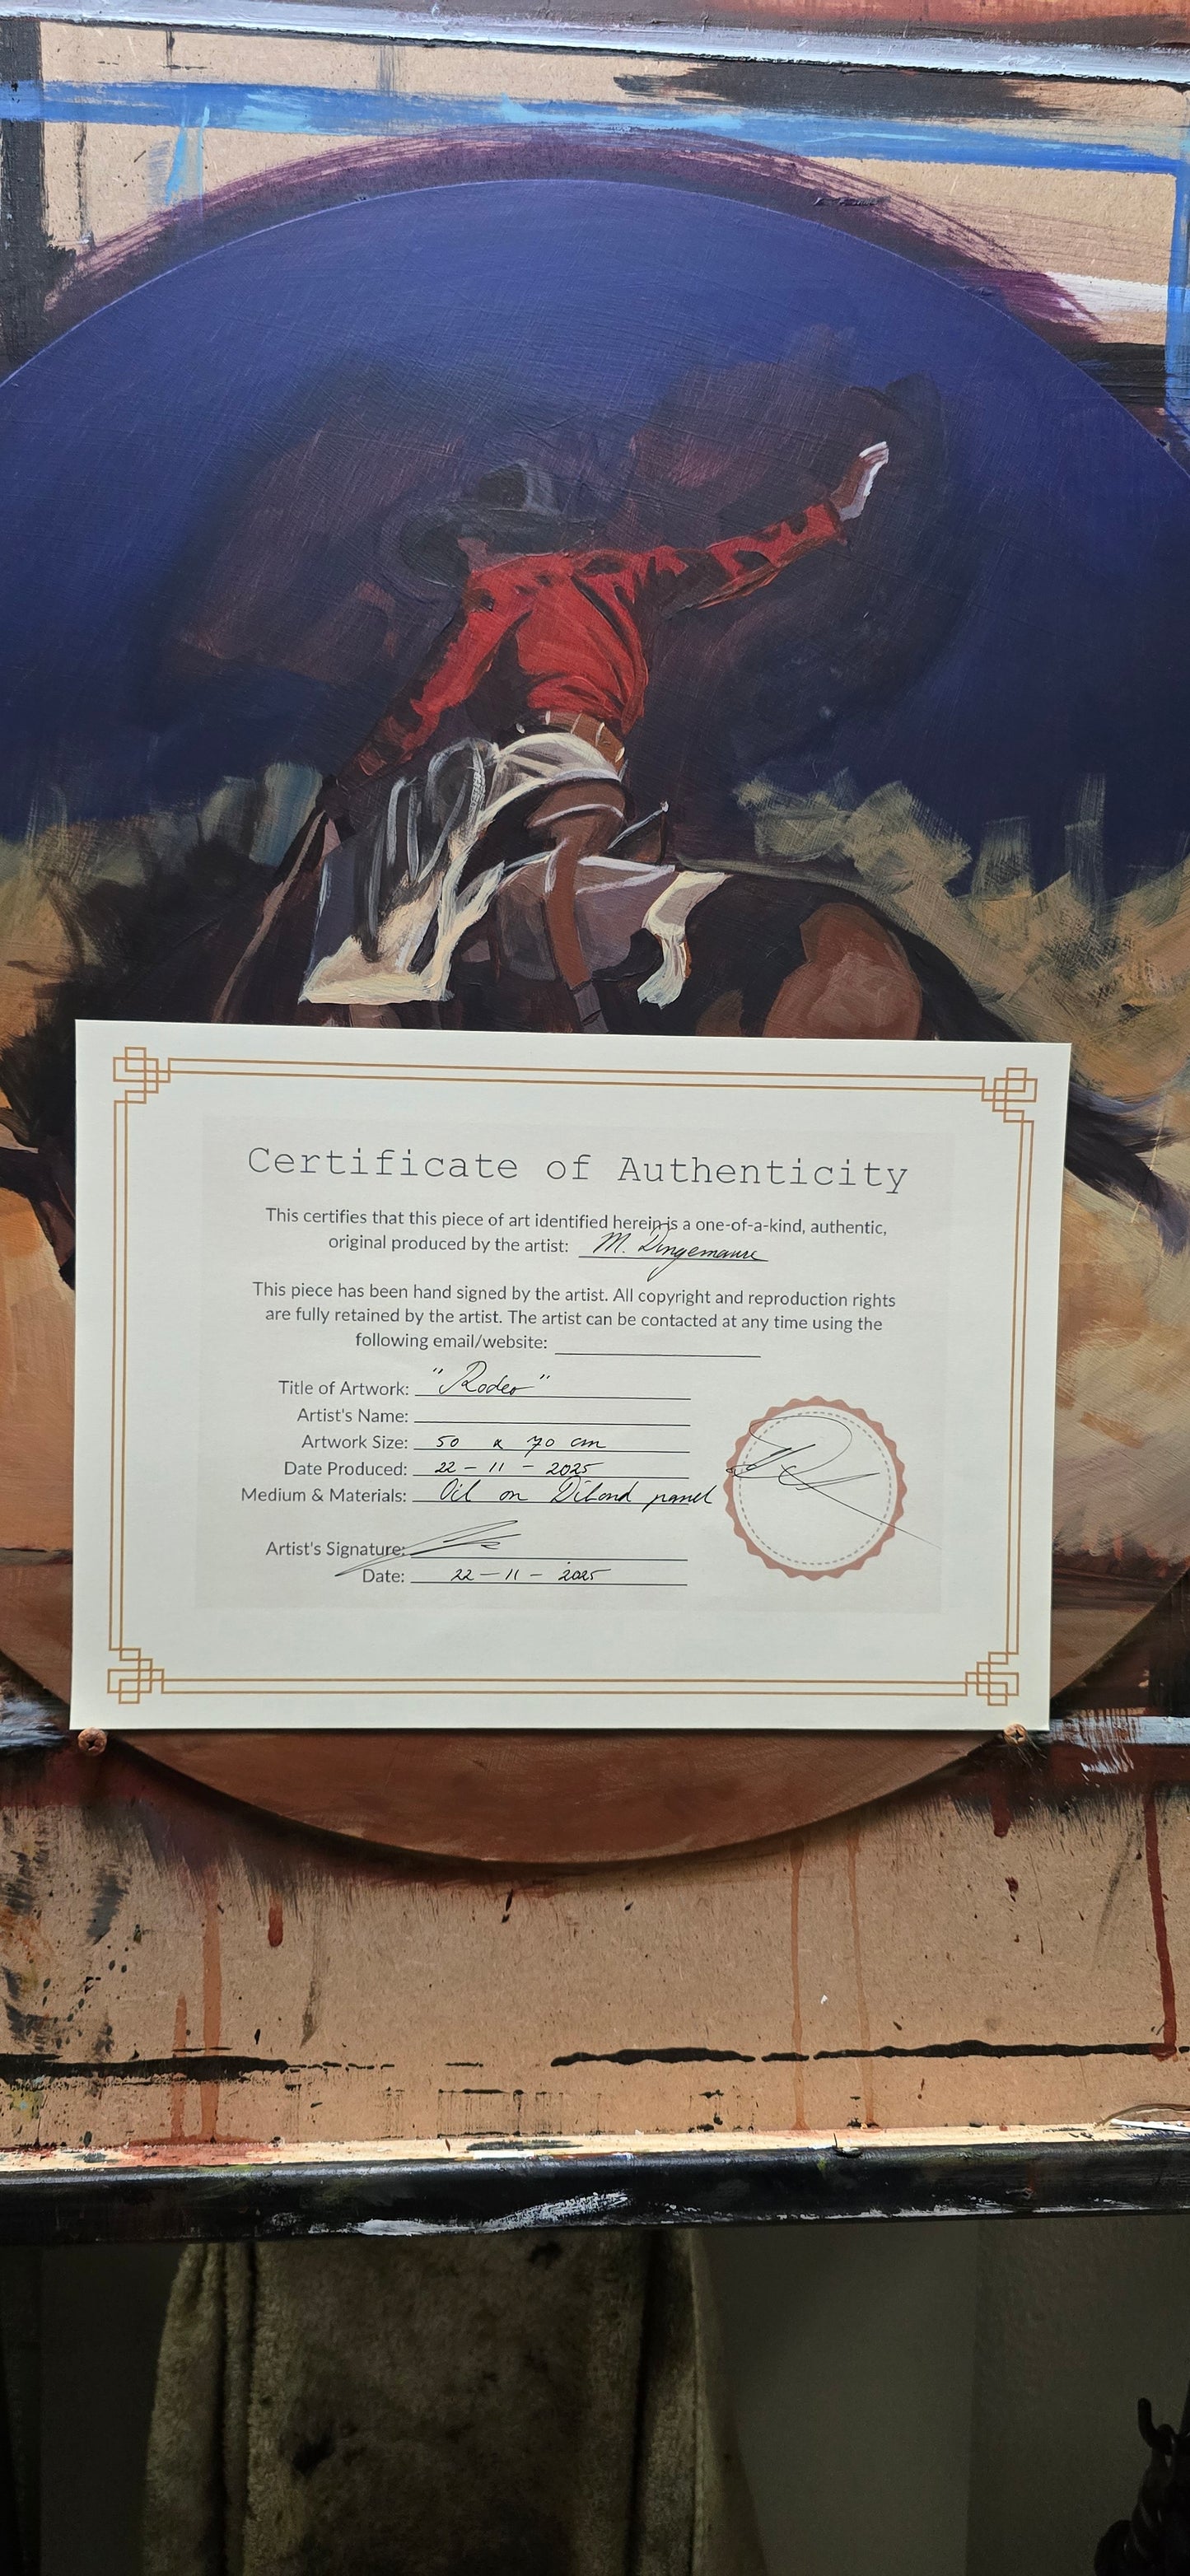 Certificate of Authenticity
This certifies that this piece of art identified herein is a one-of-a-kind, authentic,
original produced by the artist: M. Dingemanse
This piece has been hand signed by the artist. All copyright and reproduction rights
are fully retained by the artist. The artist can be contacted at any time using the
following email/website:
Title of Artwork: "Rodeo"
Artist's Name:
Artwork Size: 50 x 70 cm
Date Produced: 22-11-2025
Medium & Materials: Oil on Dibond panel
Artist's Signature:
Date: 22-11-2025